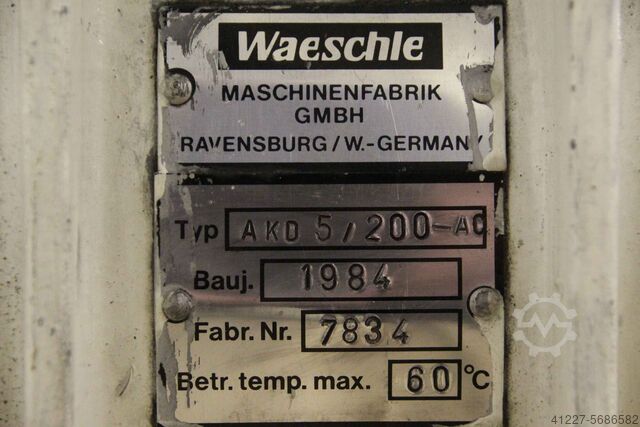 Waeschle
MASCHINENFABRIK
GMBH
RAVENSBURG/W.-GERMANY
Typ AKD 5/200-AC
Bauj. 1984
Fabr. Nr. 7834
Betr. temp. max. 60 °C
41227-5686582